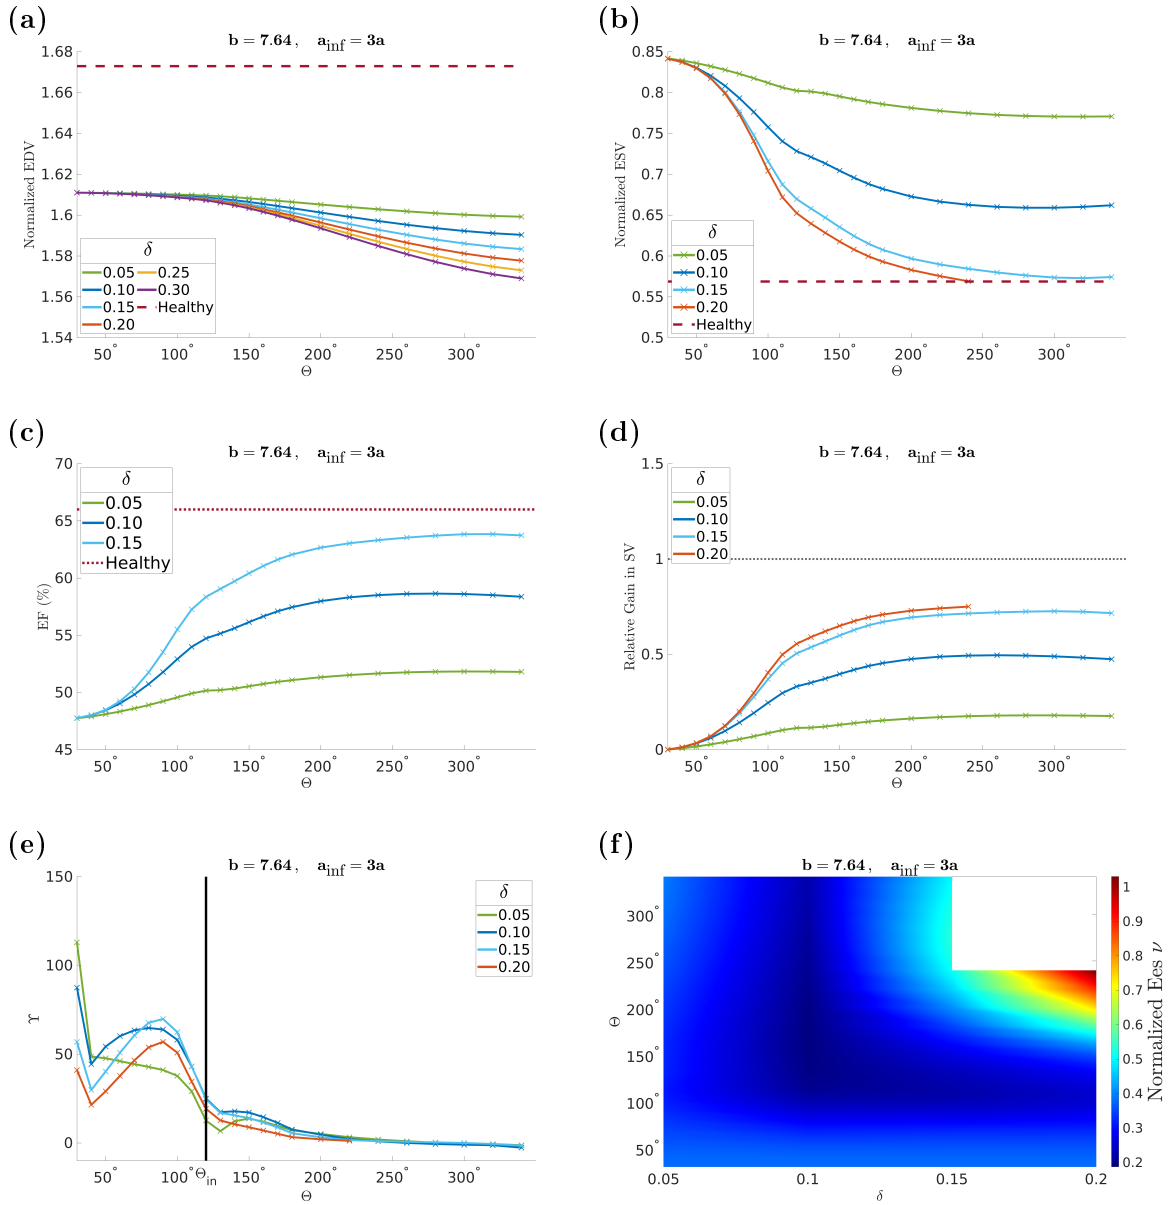 (a)
b = 7.64 ,   a_inf = 3a
Normalized EDV
1.68
1.66
1.64
1.62
1.6
1.58
1.56
1.54
δ
0.05 0.25
0.10 0.30
0.15 Healthy
0.20
50° 100° 150° 200° 250° 300°
Θ
(b)
b = 7.64 ,   a_inf = 3a
Normalized ESV
0.85
0.8
0.75
0.7
0.65
0.6
0.55
0.5
δ
0.05
0.10
0.15
0.20
Healthy
50° 100° 150° 200° 250° 300°
Θ
(c)
b = 7.64 ,   a_inf = 3a
EF (%)
70
65
60
55
50
45
δ
0.05
0.10
0.15
Healthy
50° 100° 150° 200° 250° 300°
Θ
(d)
b = 7.64 ,   a_inf = 3a
Relative Gain in SV
1.5
1
0.5
0
δ
0.05
0.10
0.15
0.20
50° 100° 150° 200° 250° 300°
Θ
(e)
b = 7.64 ,   a_inf = 3a
Υ
150
100
50
0
δ
0.05
0.10
0.15
0.20
50° 100° Θ_in 150° 200° 250° 300°
Θ
(f)
b = 7.64 ,   a_inf = 3a
Θ
300°
250°
200°
150°
100°
50°
0.05 0.1 0.15 0.2
δ
1
0.9
0.8
0.7
0.6
0.5
0.4
0.3
0.2
Normalized Ees ν